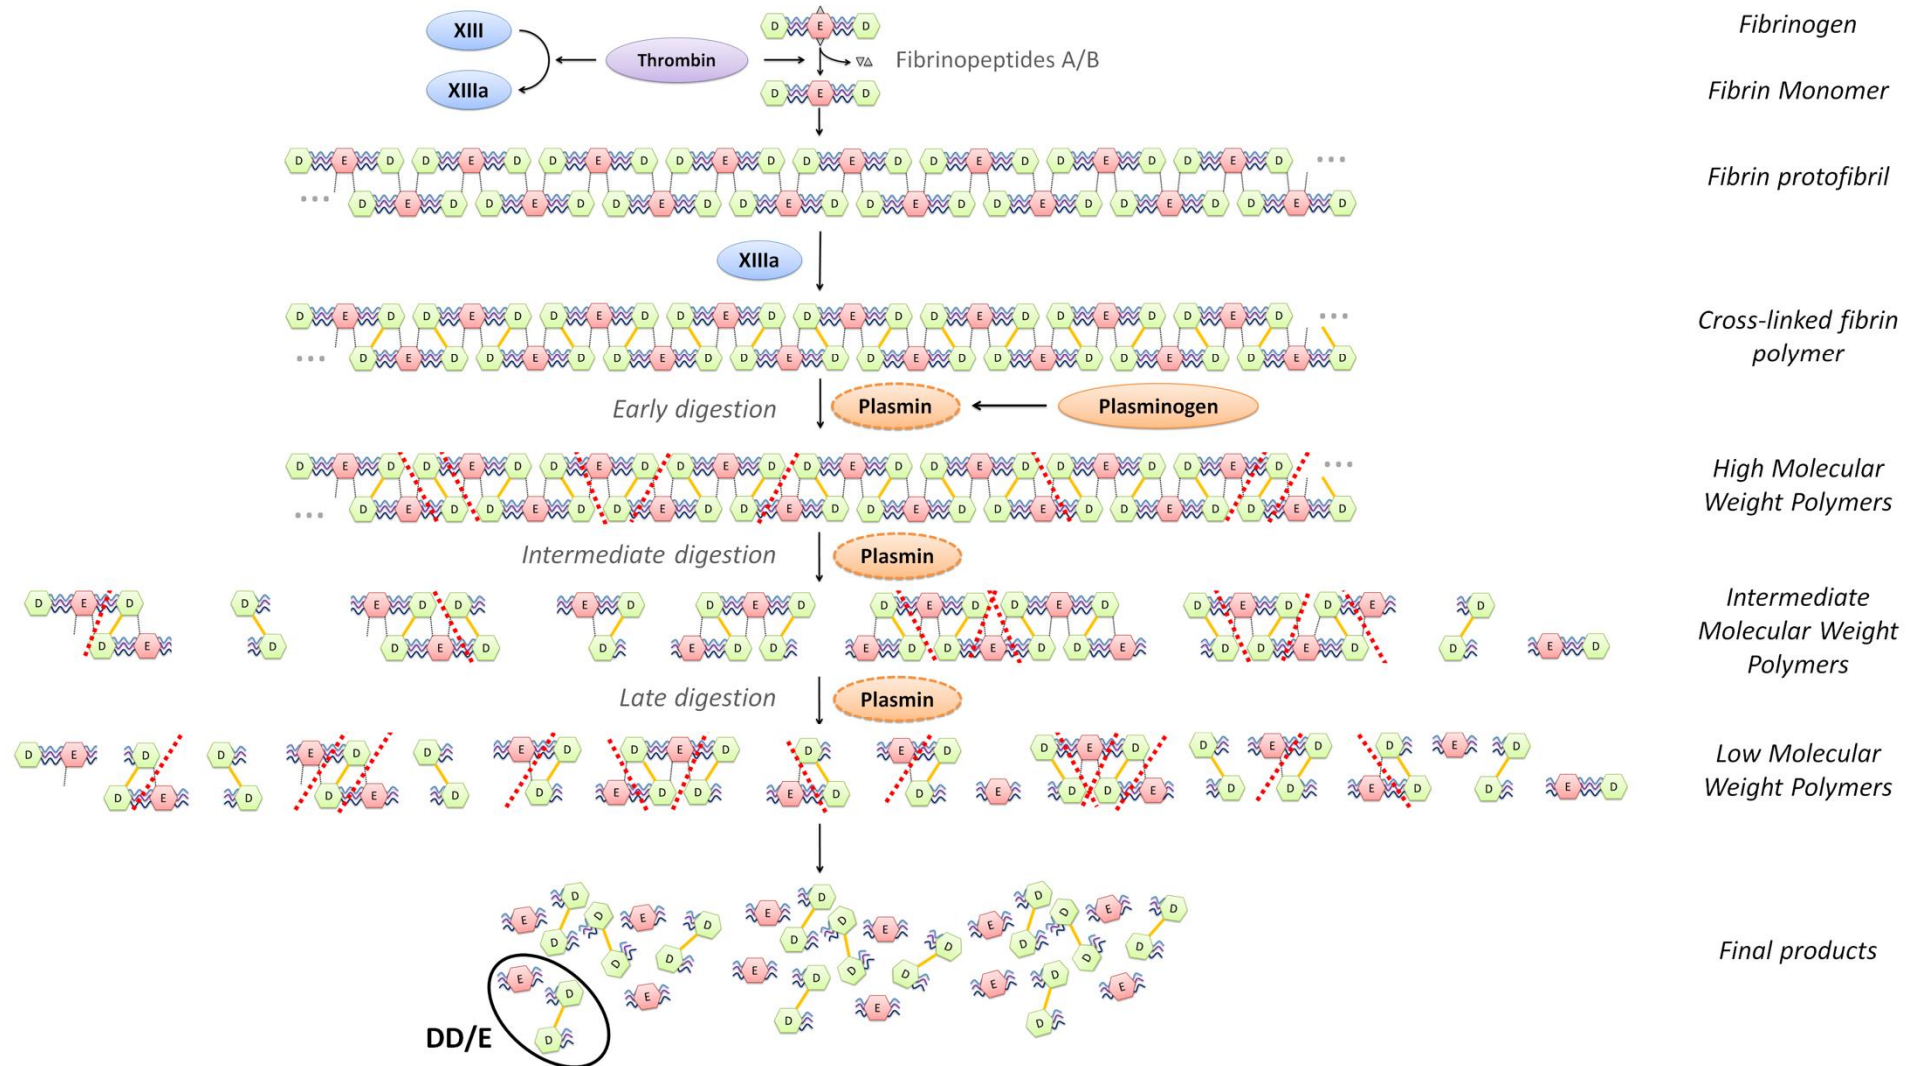 XIII
D E D
Fibrinogen
Thrombin
Fibrinopeptides A/B
XIIIa
D E D
Fibrin Monomer
D E D D E D D E D D E D D E D D E D D E D D E D ...
Fibrin protofibril
... D E D D E D D E D D E D D E D D E D D E D D E D
XIIIa
D E D D E D D E D D E D D E D D E D D E D D E D ...
Cross-linked fibrin
polymer
... D E D D E D D E D D E D D E D D E D D E D D E D
Early digestion
Plasmin
Plasminogen
D E D D E D D E D D E D D E D D E D D E D D E D ...
High Molecular
Weight Polymers
... D E D D E D D E D D E D D E D D E D D E D D E D
Intermediate digestion
Plasmin
D E D D E D D E D D E D D E D D E D D E D D E D
Intermediate
Molecular Weight
Polymers
D E D D E D D E D D E D D E D D E D D E D D E D
Late digestion
Plasmin
D E D D E D D E D D E D D E D D E D D E D D E D
Low Molecular
Weight Polymers
D E D D E D D E D D E D D E D D E D D E D D E D
D D D
E D E D E D E E D E D
D D D D D
D D D
Final products
E E D D D D
D E E E E
D D
DD/E
D